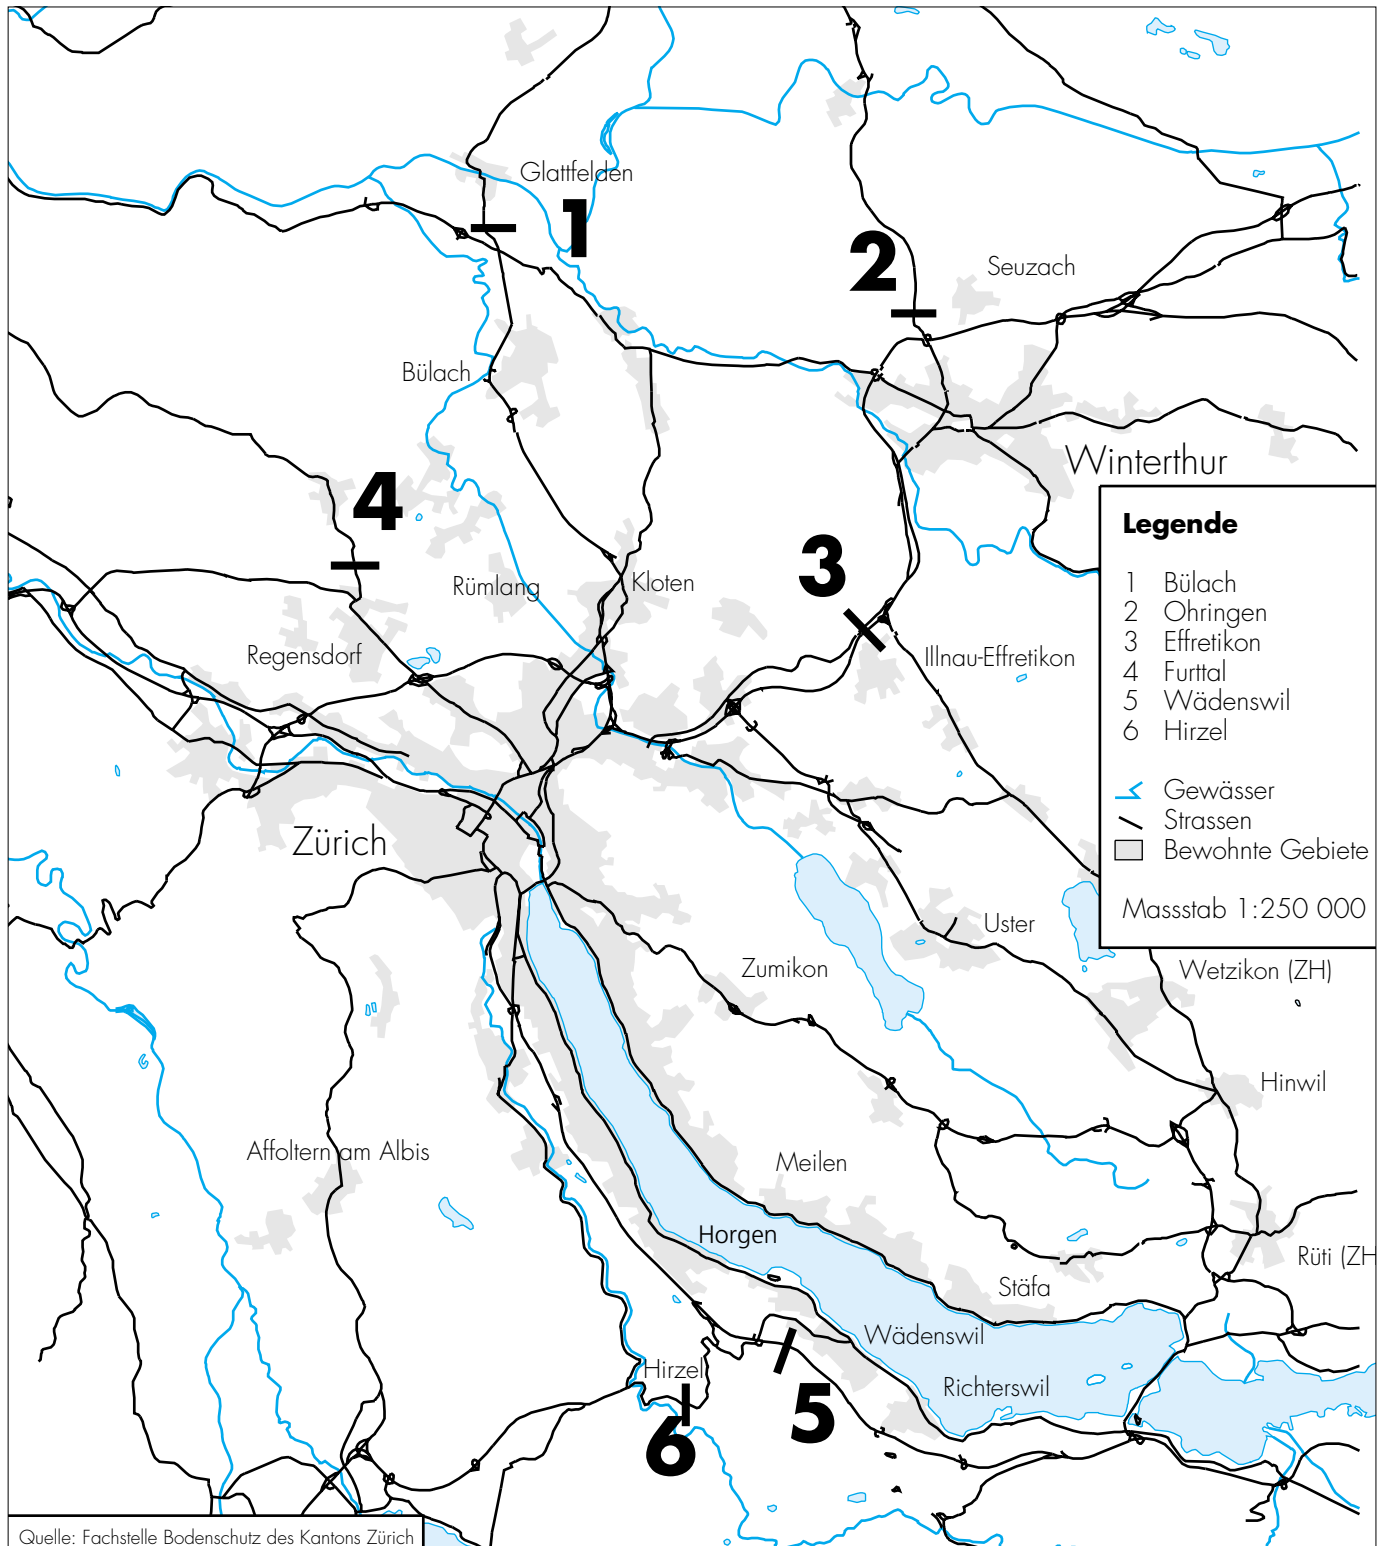 Glattfelden
1
2
Seuzach
Bülach
Winterthur
4
3
Rümlang
Kloten
Regensdorf
Illnau-Effretikon
Legende
1 Bülach
2 Ohringen
3 Effretikon
4 Furttal
5 Wädenswil
6 Hirzel
Gewässer
Strassen
Bewohnte Gebiete
Massstab 1:250 000
Zürich
Uster
Zumikon
Wetzikon (ZH)
Hinwil
Affoltern am Albis
Meilen
Horgen
Rüti (ZH
Stäfa
Wädenswil
Hirzel
Richterswil
5
6
Quelle: Fachstelle Bodenschutz des Kantons Zürich